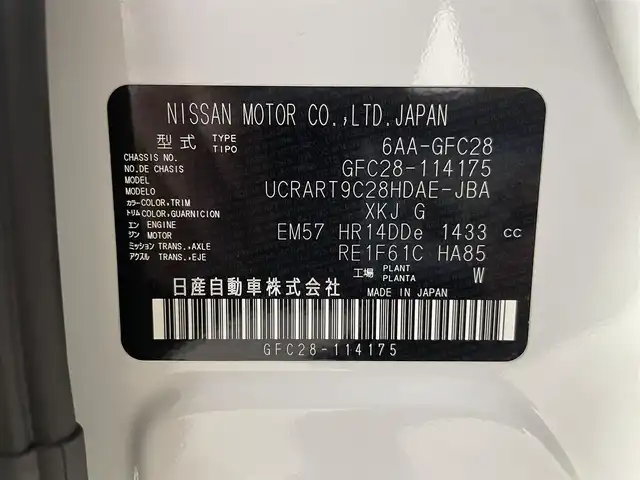 NISSAN MOTOR CO.,LTD.JAPAN
型式 TYPE TIPO 6AA-GFC28
CHASSIS NO. NO.DE CHASIS GFC28-114175
MODEL MODELO UCRART9C28HDAE-JBA
カラー COLOR,TRIM トリム COLOR,GUARNICION XKJ G
エン ENGINE ジン MOTOR EM57 HR14DDe 1433 cc
ミッション TRANS.,AXLE アクスル TRANS.,EJE RE1F61C HA85
工場 PLANT PLANTA W
日産自動車株式会社 MADE IN JAPAN
GFC28-114175